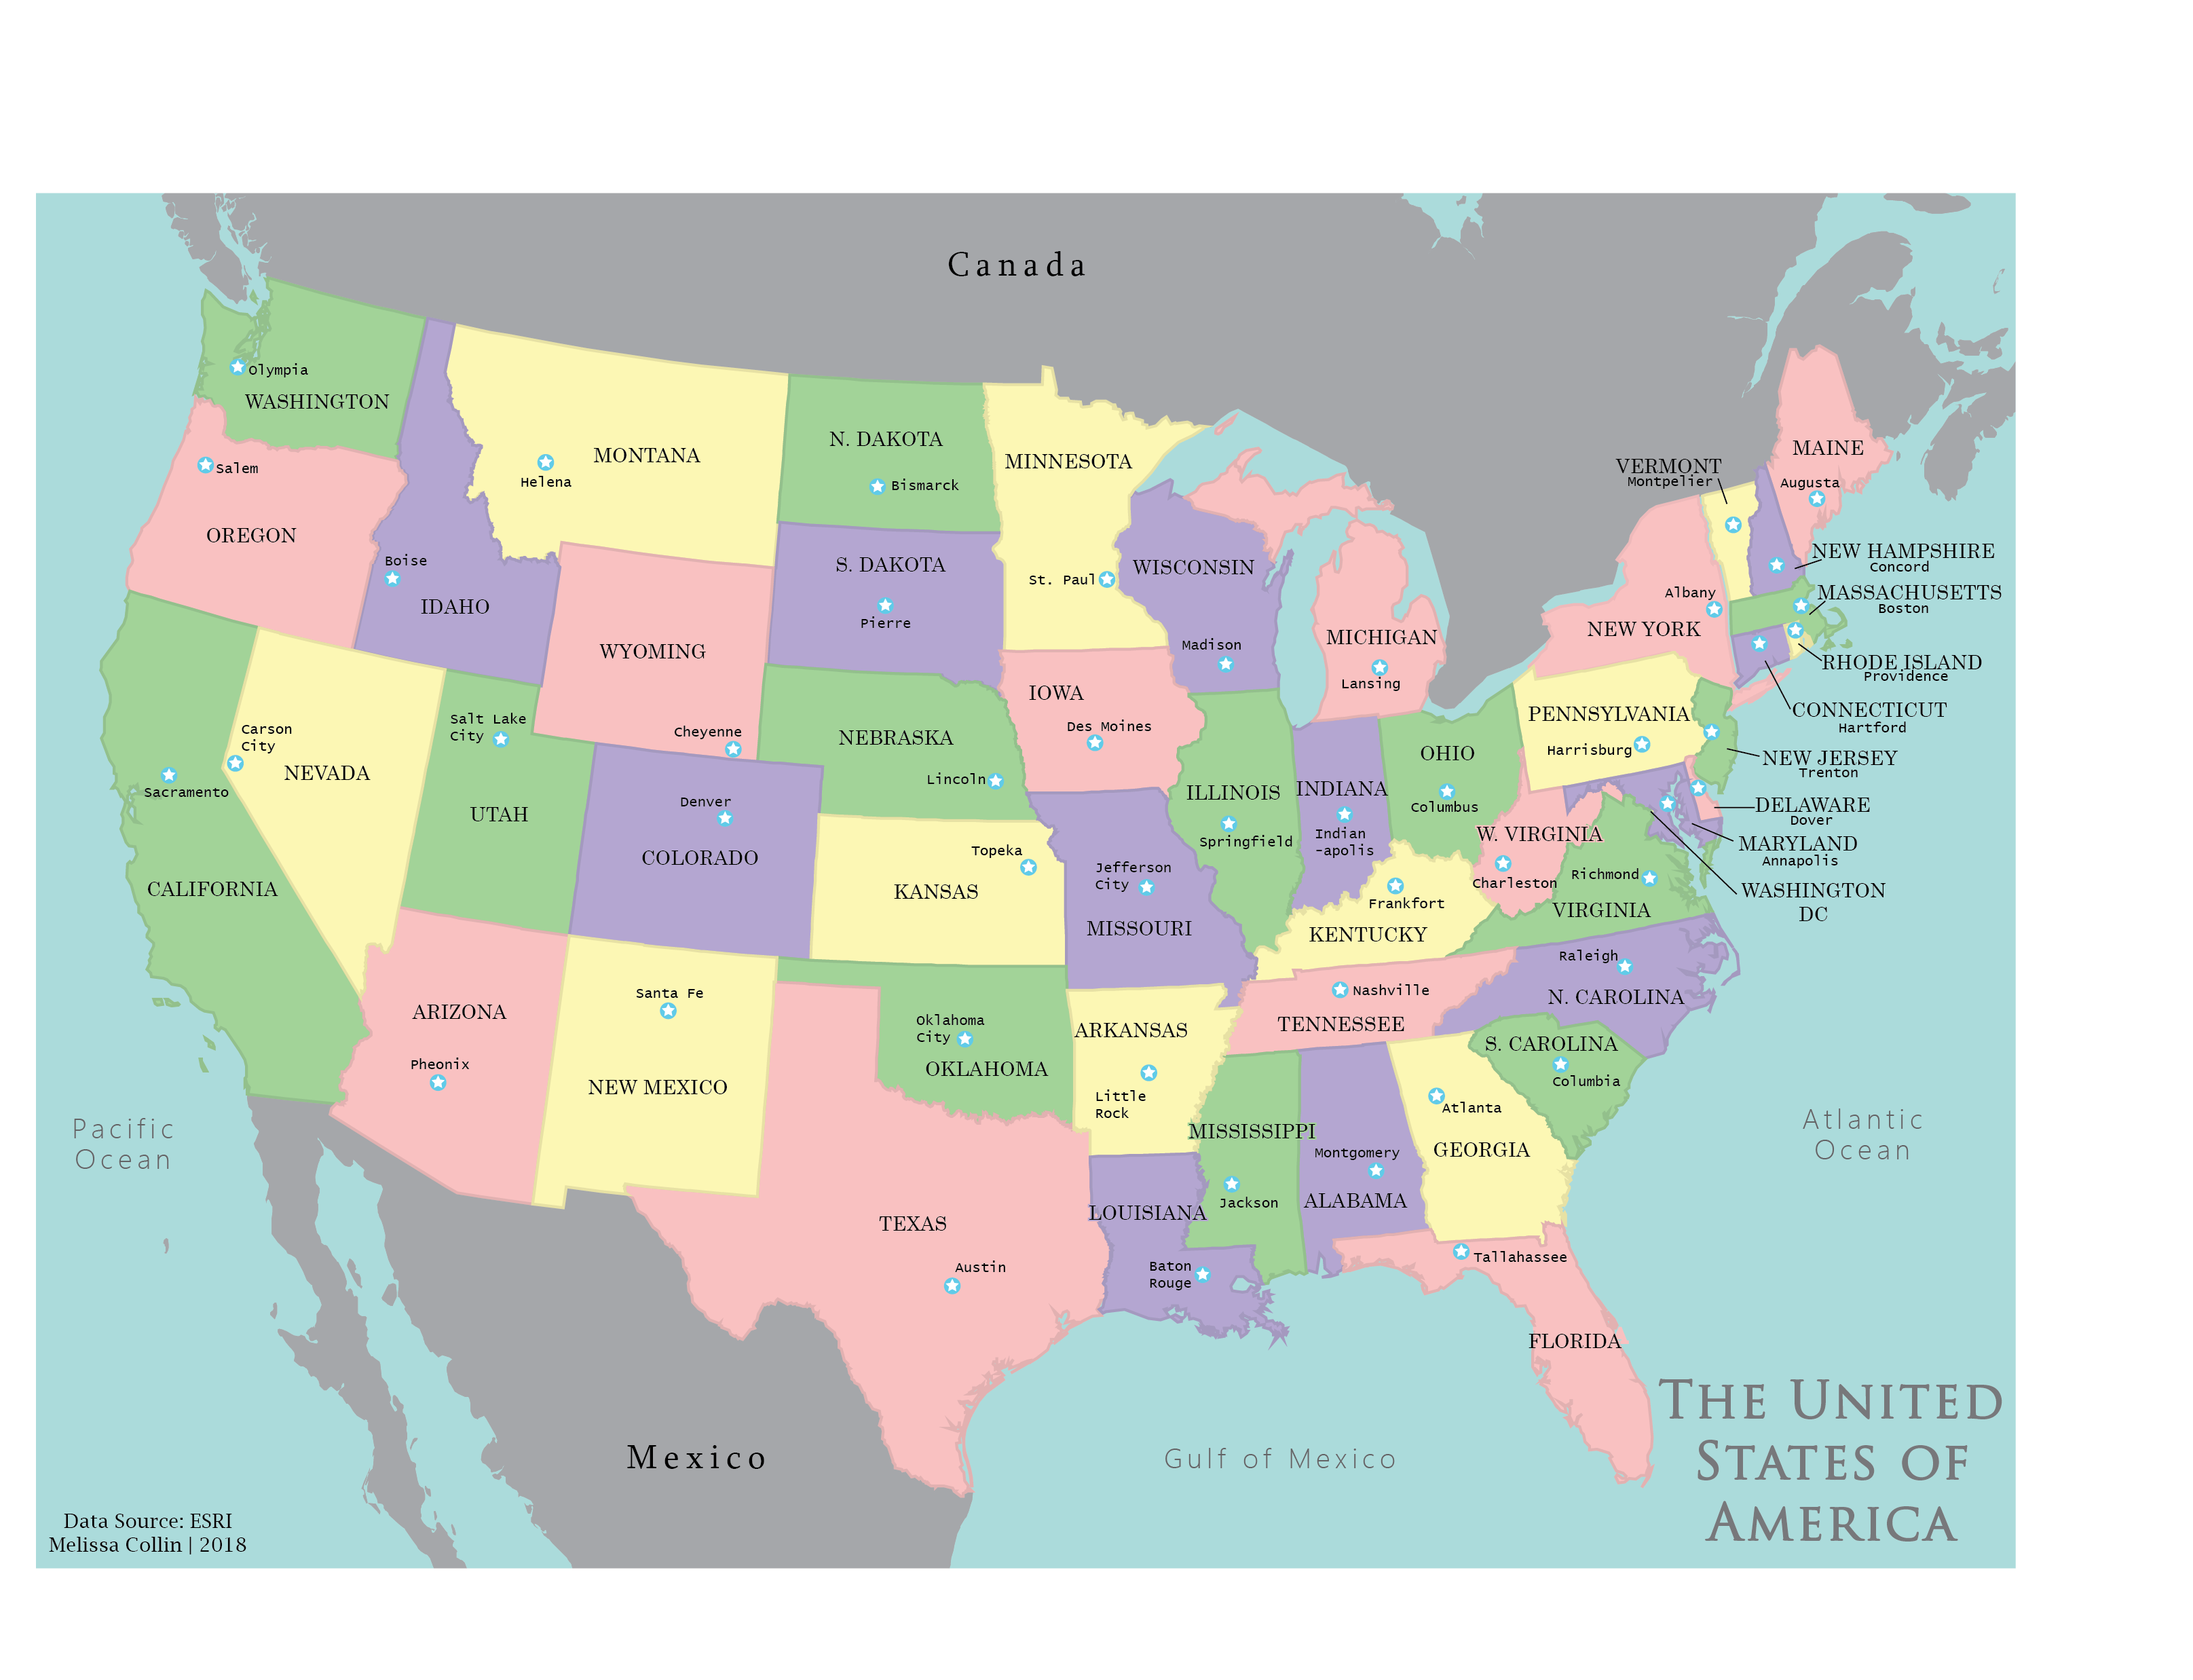 Canada
Olympia
WASHINGTON
Salem
OREGON
MONTANA
Helena
Boise
IDAHO
N. DAKOTA
Bismarck
S. DAKOTA
Pierre
MINNESOTA
St. Paul
WISCONSIN
Madison
MICHIGAN
Lansing
WYOMING
Cheyenne
IOWA
Des Moines
NEBRASKA
Lincoln
Salt Lake
City
UTAH
Carson
City
NEVADA
Sacramento
CALIFORNIA
Denver
COLORADO
Topeka
KANSAS
Jefferson
City
MISSOURI
ILLINOIS
Springfield
INDIANA
Indian
-apolis
OHIO
Columbus
PENNSYLVANIA
Harrisburg
NEW YORK
Albany
VERMONT
Montpelier
MAINE
Augusta
NEW HAMPSHIRE
Concord
MASSACHUSETTS
Boston
RHODE ISLAND
Providence
CONNECTICUT
Hartford
NEW JERSEY
Trenton
DELAWARE
Dover
MARYLAND
Annapolis
WASHINGTON
DC
W. VIRGINIA
Charleston
Richmond
VIRGINIA
Frankfort
KENTUCKY
Raleigh
N. CAROLINA
Nashville
TENNESSEE
S. CAROLINA
Columbia
ARIZONA
Pheonix
Santa Fe
NEW MEXICO
Oklahoma
City
OKLAHOMA
ARKANSAS
Little
Rock
MISSISSIPPI
Jackson
Montgomery
ALABAMA
Atlanta
GEORGIA
TEXAS
Austin
LOUISIANA
Baton
Rouge
Tallahassee
FLORIDA
Pacific
Ocean
Atlantic
Ocean
Mexico
Gulf of Mexico
THE UNITED
STATES OF
AMERICA
Data Source: ESRI
Melissa Collin | 2018